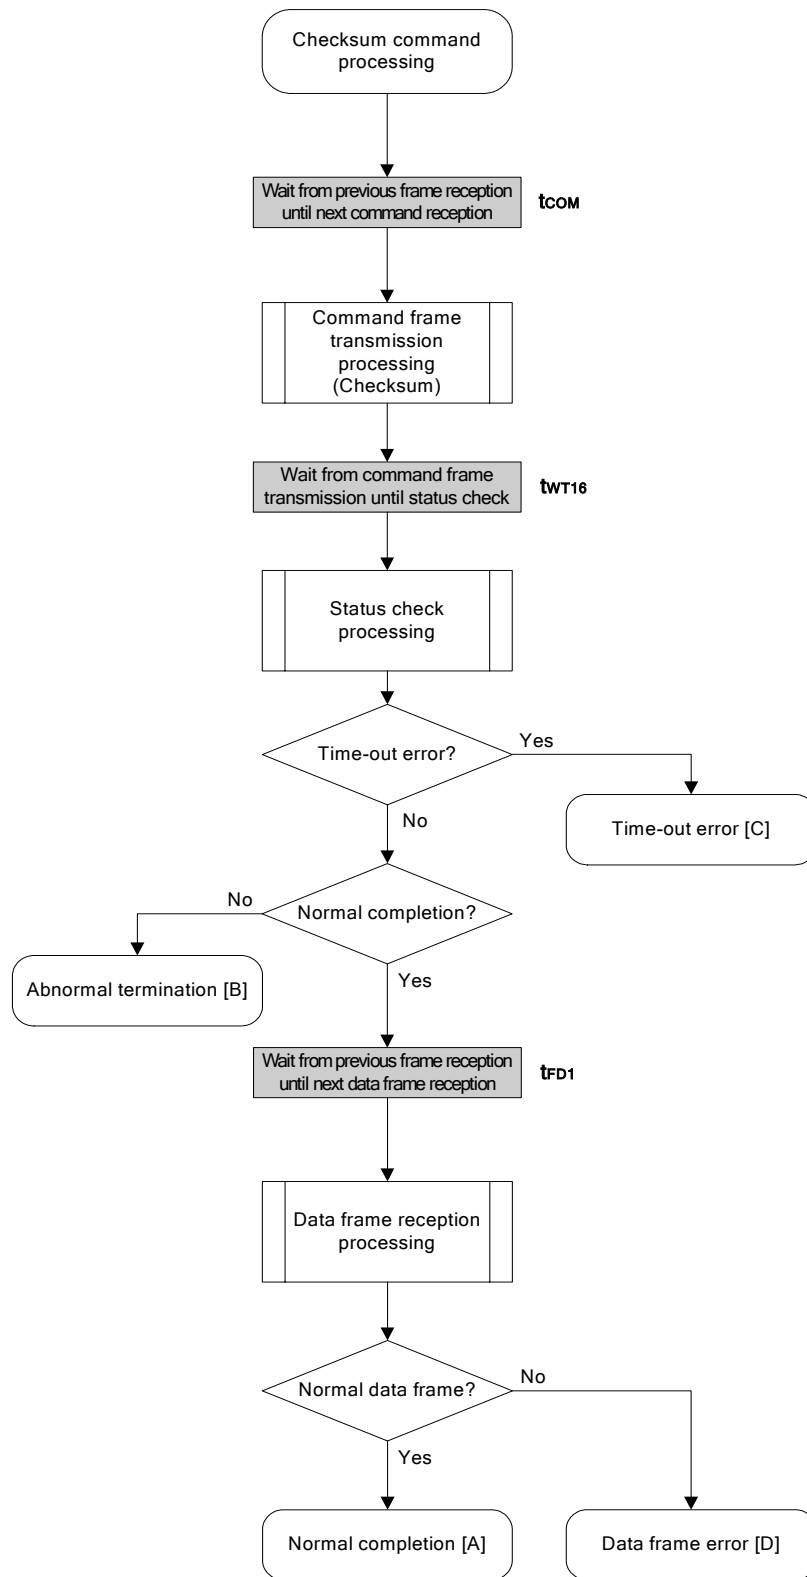 Checksum command
processing
Wait from previous frame reception
until next command reception
tCOM
Command frame
transmission
processing
(Checksum)
Wait from command frame
transmission until status check
tWT16
Status check
processing
Time-out error?
Yes
Time-out error [C]
No
Normal completion?
No
Abnormal termination [B]
Yes
Wait from previous frame reception
until next data frame reception
tFD1
Data frame reception
processing
Normal data frame?
No
Yes
Normal completion [A]
Data frame error [D]